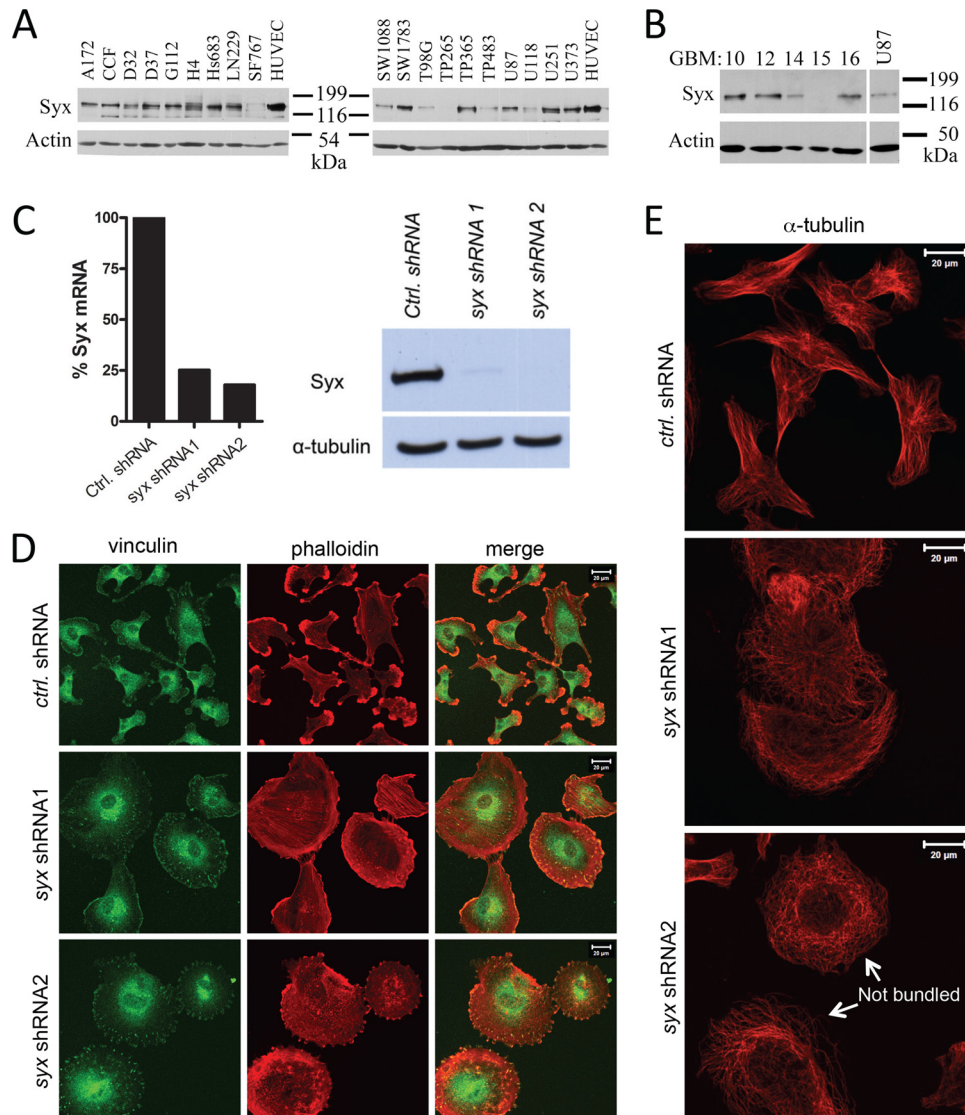 A
A172
CCF
D32
D37
G112
H4
Hs683
LN229
SF767
HUVEC
SW1088
SW1783
T98G
TP265
TP365
TP483
U87
U118
U251
U373
HUVEC
Syx
199
116
Actin
54
kDa
B
GBM: 10 12 14 15 16 U87
Syx
199
116
Actin
50
kDa
C
% Syx mRNA
100
75
50
25
0
Ctrl. shRNA
syx shRNA1
syx shRNA2
Ctrl. shRNA
syx shRNA 1
syx shRNA 2
Syx
α-tubulin
D
vinculin phalloidin merge
ctrl. shRNA
20 µm
syx shRNA1
20 µm
syx shRNA2
20 µm
E
α-tubulin
ctrl. shRNA
20 µm
syx shRNA1
20 µm
syx shRNA2
20 µm
Not bundled